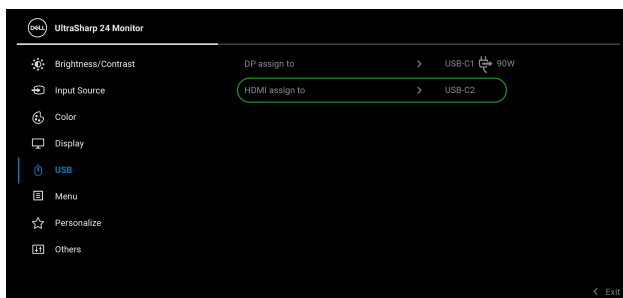 DELL UltraSharp 24 Monitor
Brightness/Contrast DP assign to > USB-C1 90W
Input Source HDMI assign to > USB-C2
Color
Display
USB
Menu
Personalize
Others
< Exit